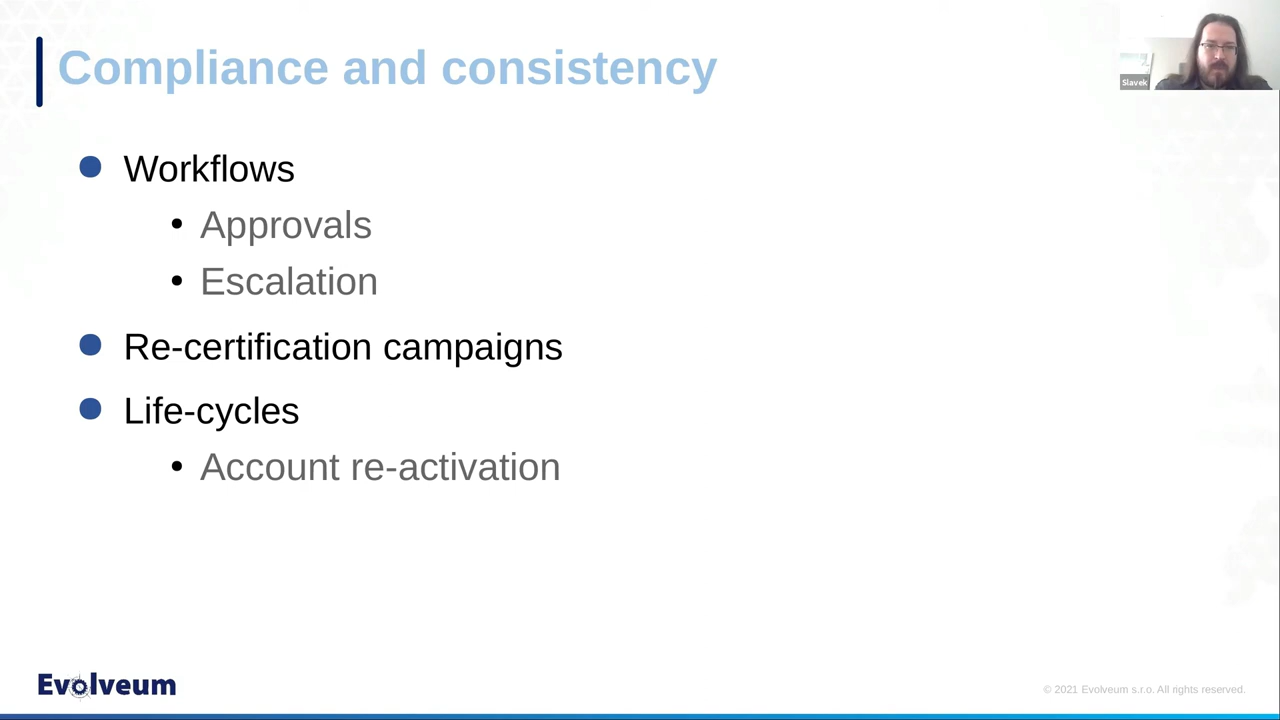 Compliance and consistency
Slavek
Workflows
Approvals
Escalation
Re-certification campaigns
Life-cycles
Account re-activation
Evolveum
© 2021 Evolveum s.r.o. All rights reserved.